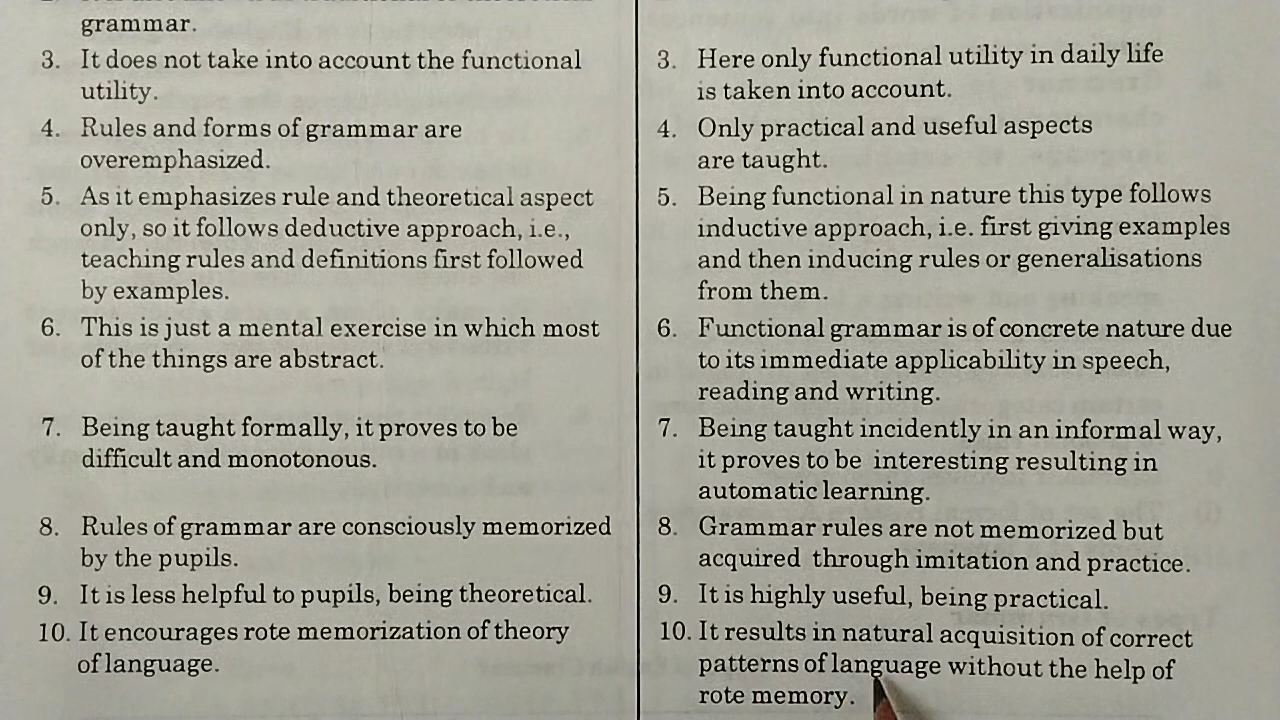 grammar.
3. It does not take into account the functional
utility.
4. Rules and forms of grammar are
overemphasized.
5. As it emphasizes rule and theoretical aspect
only, so it follows deductive approach, i.e.,
teaching rules and definitions first followed
by examples.
6. This is just a mental exercise in which most
of the things are abstract.
7. Being taught formally, it proves to be
difficult and monotonous.
8. Rules of grammar are consciously memorized
by the pupils.
9. It is less helpful to pupils, being theoretical.
10. It encourages rote memorization of theory
of language.
3. Here only functional utility in daily life
is taken into account.
4. Only practical and useful aspects
are taught.
5. Being functional in nature this type follows
inductive approach, i.e. first giving examples
and then inducing rules or generalisations
from them.
6. Functional grammar is of concrete nature due
to its immediate applicability in speech,
reading and writing.
7. Being taught incidently in an informal way,
it proves to be interesting resulting in
automatic learning.
8. Grammar rules are not memorized but
acquired through imitation and practice.
9. It is highly useful, being practical.
10. It results in natural acquisition of correct
patterns of language without the help of
rote memory.